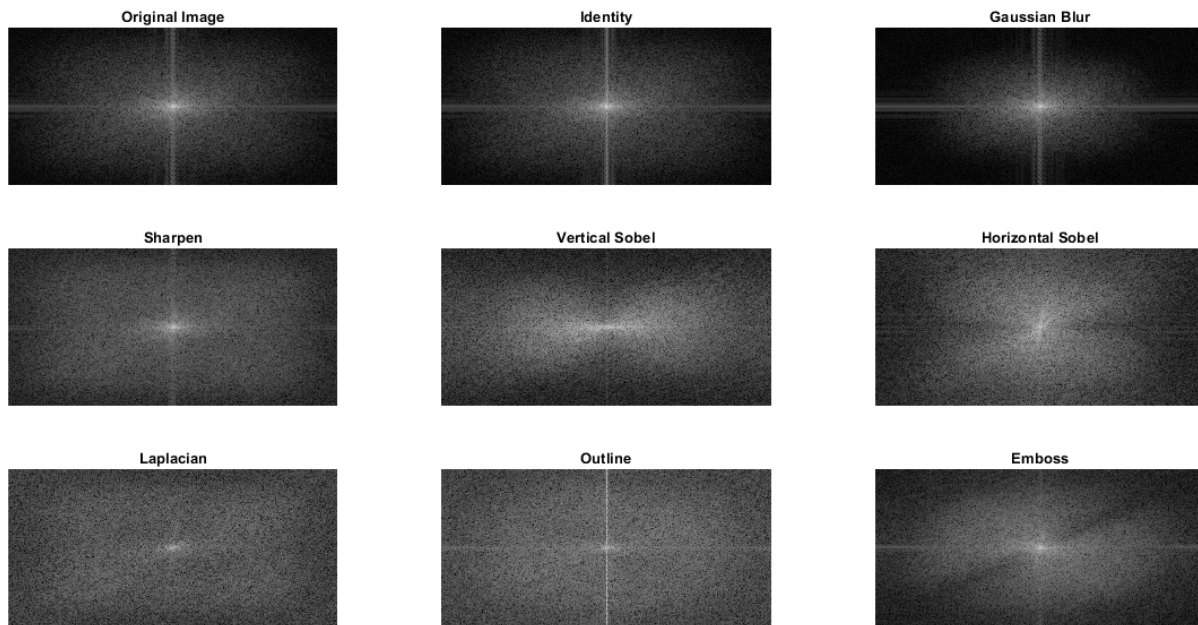 Original Image
Identity
Gaussian Blur
Sharpen
Vertical Sobel
Horizontal Sobel
Laplacian
Outline
Emboss